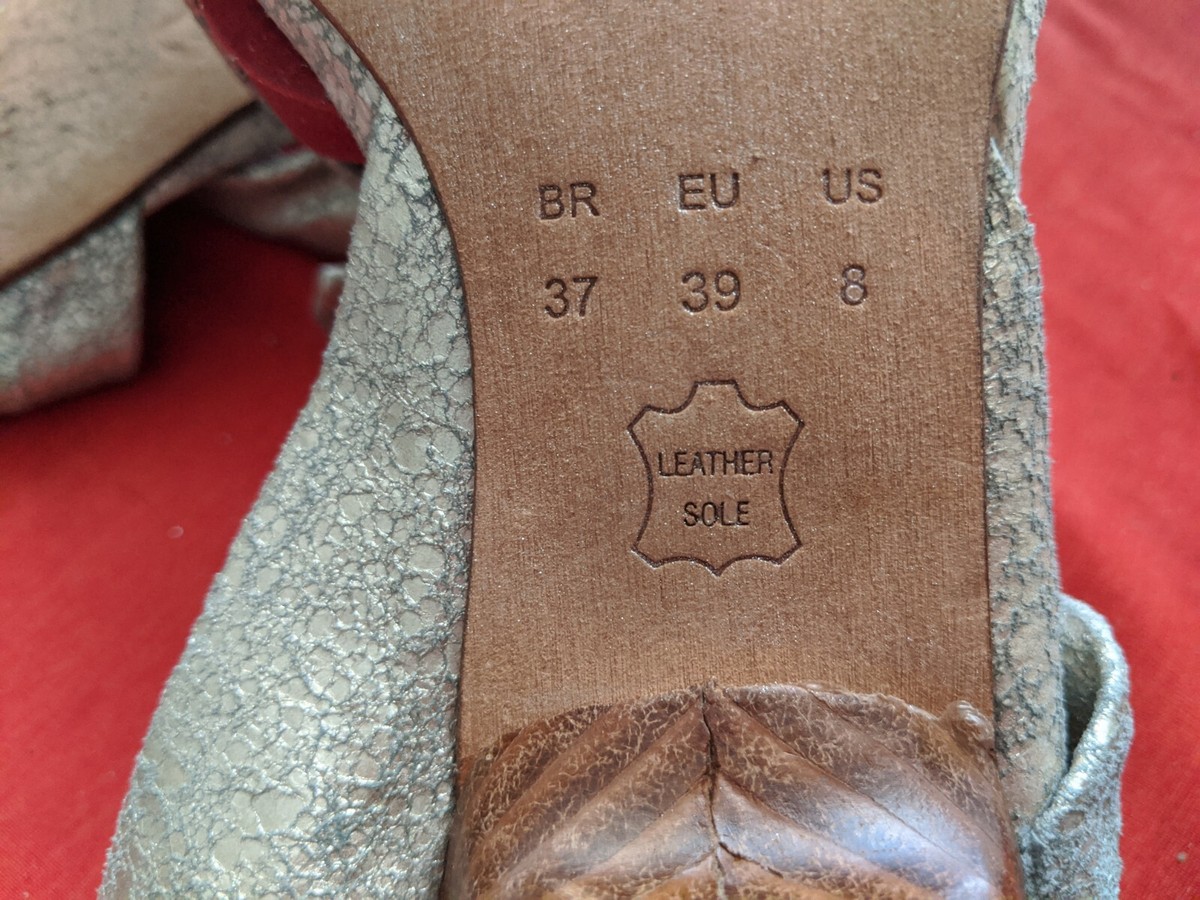 BR EU US
37 39 8
LEATHER
SOLE